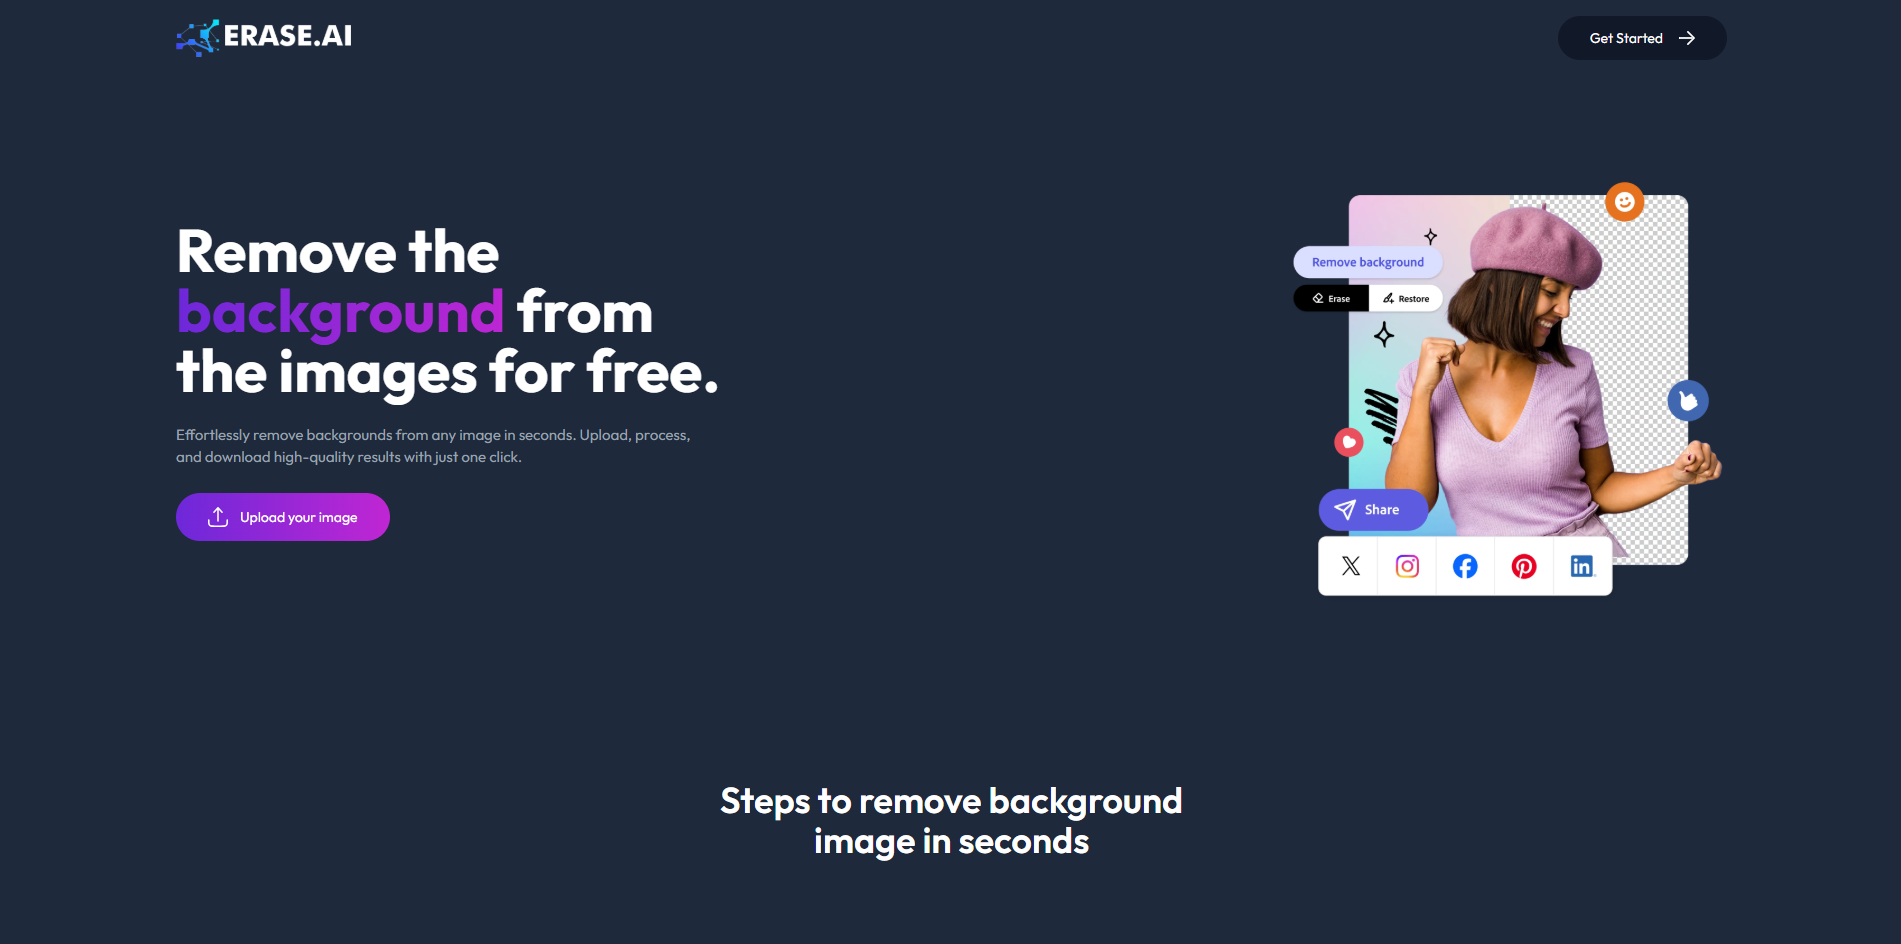 ERASE.AI
Get Started
Remove the
background from
the images for free.
Effortlessly remove backgrounds from any image in seconds. Upload, process,
and download high-quality results with just one click.
Upload your image
Remove background
Erase
Restore
Share
Steps to remove background
image in seconds